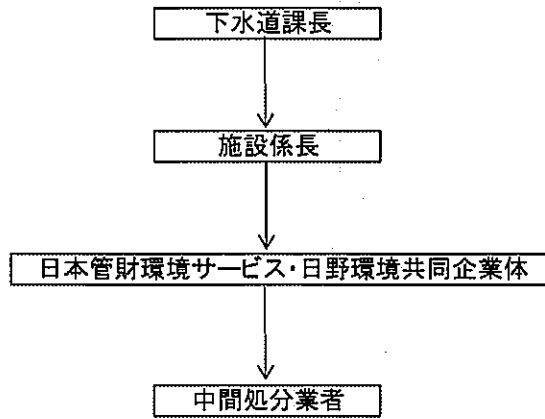 下水道課長
施設係長
日本管財環境サービス・日野環境共同企業体
中間処分業者